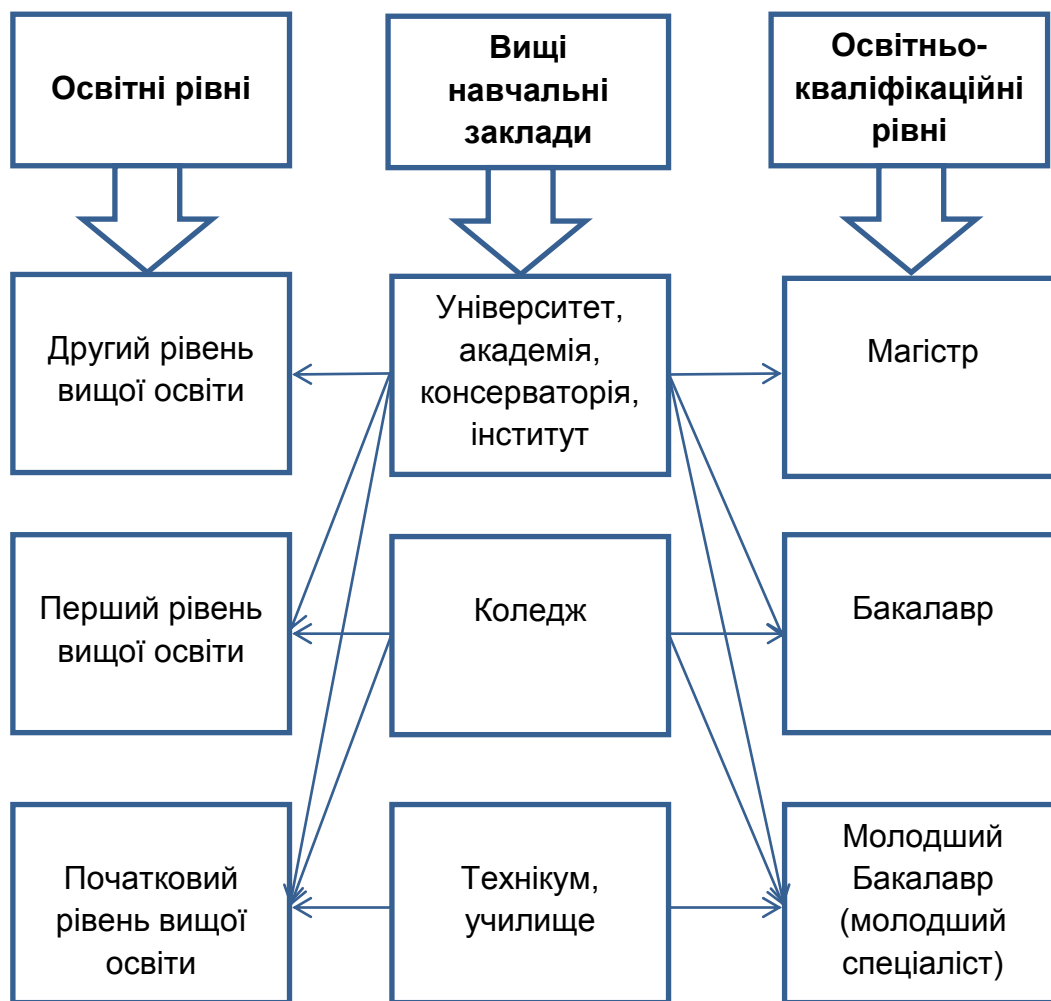 Освітні рівні
Вищі
навчальні
заклади
Освітньо-
кваліфікаційні
рівні
Другий рівень
вищої освіти
Університет,
академія,
консерваторія,
інститут
Магістр
Перший рівень
вищої освіти
Коледж
Бакалавр
Початковий
рівень вищої
освіти
Технікум,
училище
Молодший
Бакалавр
(молодший
спеціаліст)